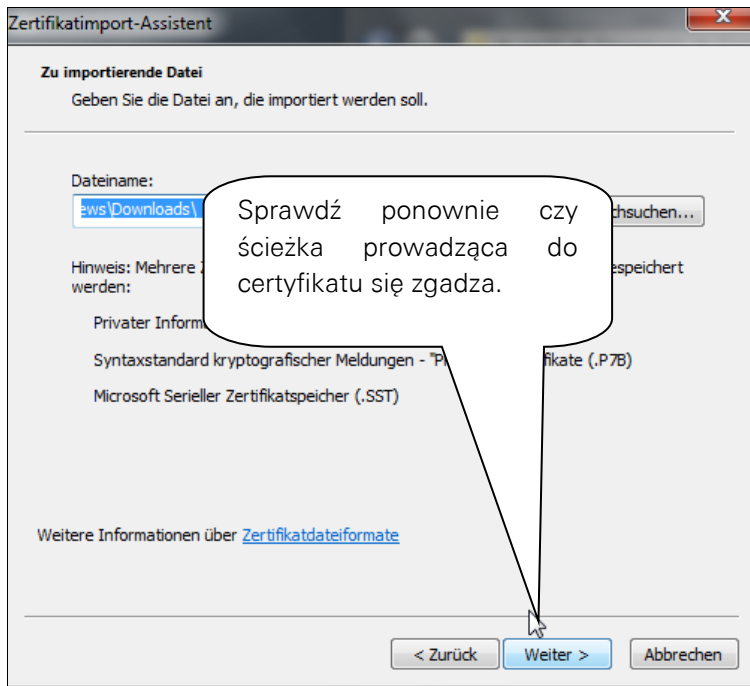 Zertifikatimport-Assistent
Zu importierende Datei
Geben Sie die Datei an, die importiert werden soll.
Dateiname:
ews\Downloads\
Sprawdź ponownie czy
ścieżka prowadząca do
certyfikatu się zgadza.
chsuchen...
Hinweis: Mehrere espeichert
werden:
Privater Inform
Syntaxstandard kryptografischer Meldungen - "P fikate (.P7B)
Microsoft Serieller Zertifikatspeicher (.SST)
Weitere Informationen über Zertifikatdateiformate
< Zurück Weiter > Abbrechen